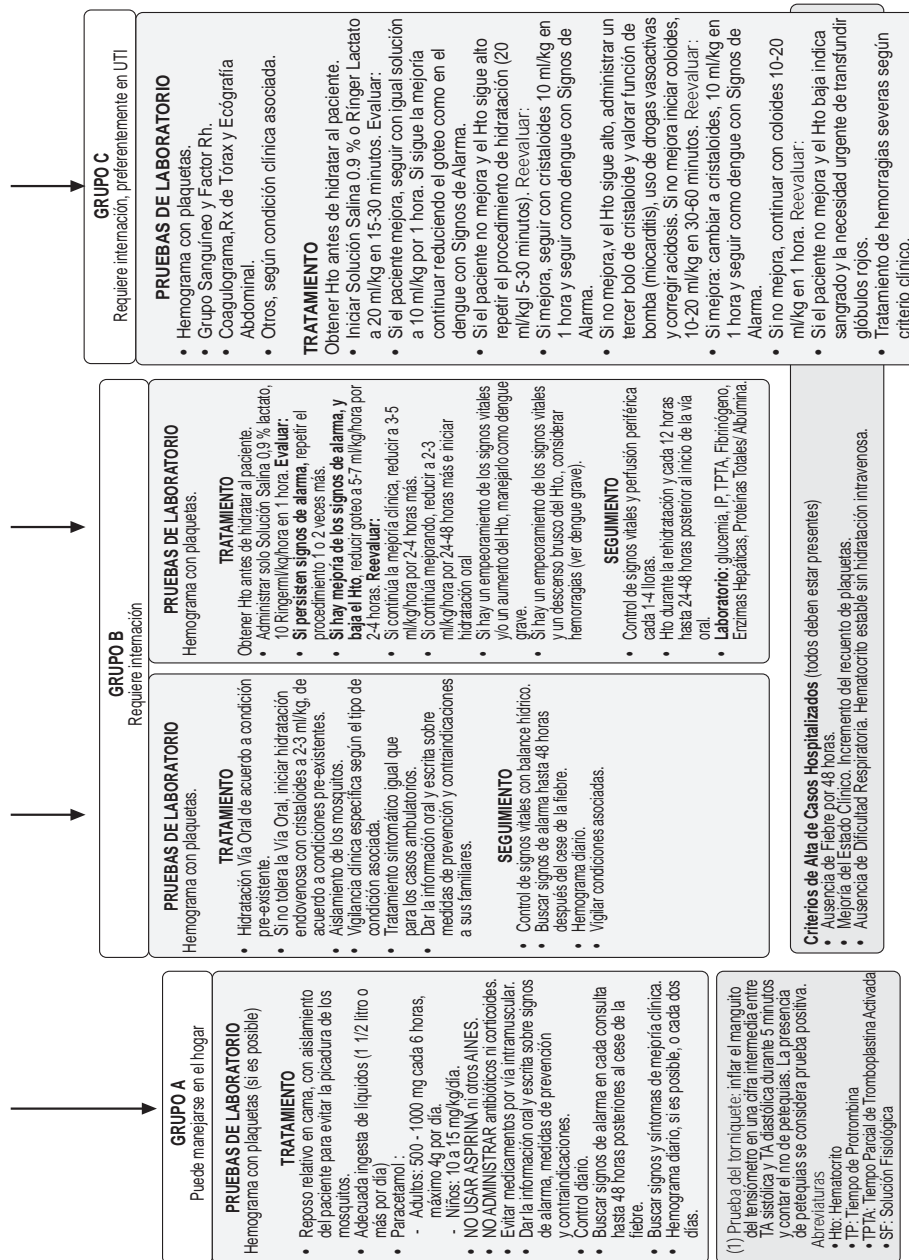 GRUPO A
Puede manejarse en el hogar
PRUEBAS DE LABORATORIO
Hemograma con plaquetas (si es posible)
TRATAMIENTO
• Reposo relativo en cama, con aislamiento
del paciente para evitar la picadura de los
mosquitos.
• Adecuada ingesta de líquidos (1 1/2 litro o
más por día)
• Paracetamol :
- Adultos: 500 - 1000 mg cada 6 horas,
máximo 4g por día.
- Niños: 10 a 15 mg/kg/día.
• NO USAR ASPIRINA ni otros AINES.
• NO ADMINISTRAR antibióticos ni corticoides.
• Evitar medicamentos por vía intramuscular.
• Dar la información oral y escrita sobre signos
de alarma, medidas de prevención
y contraindicaciones.
• Control diario.
• Buscar signos de alarma en cada consulta
hasta 48 horas posteriores al cese de la
fiebre.
• Buscar signos y síntomas de mejoría clínica.
• Hemograma diario, si es posible, o cada dos
días.
(1) Prueba del torniquete: inflar el manguito
del tensiómetro en una cifra intermedia entre
TA sistólica y TA diastólica durante 5 minutos
y contar el nro de petequias. La presencia
de petequias se considera prueba positiva.
Abreviaturas
• Hto: Hematocrito
• TP: Tiempo de Protrombina
• TPTA: Tiempo Parcial de Tromboplastina Activada
• SF: Solución Fisiológica
GRUPO B
Requiere internación
PRUEBAS DE LABORATORIO
Hemograma con plaquetas.
TRATAMIENTO
• Hidratación Vía Oral de acuerdo a condición
pre-existente.
• Si no tolera la Vía Oral, iniciar hidratación
endovenosa con cristaloides a 2-3 ml/kg, de
acuerdo a condiciones pre-existentes.
• Aislamiento de los mosquitos.
• Vigilancia clínica específica según el tipo de
condición asociada.
• Tratamiento sintomático igual que
para los casos ambulatorios.
• Dar la información oral y escrita sobre
medidas de prevención y contraindicaciones
a sus familiares.
SEGUIMIENTO
• Control de signos vitales con balance hídrico.
• Buscar signos de alarma hasta 48 horas
después del cese de la fiebre.
• Hemograma diario.
• Vigilar condiciones asociadas.
PRUEBAS DE LABORATORIO
Hemograma con plaquetas.
TRATAMIENTO
Obtener Hto antes de hidratar al paciente.
• Administrar solo Solución Salina 0,9 % lactato,
10 Ringerml/kg/hora en 1 hora. Evaluar:
• Si persisten signos de alarma, repetir el
procedimiento 1 o 2 veces más.
• Si hay mejoría de los signos de alarma, y
baja el Hto, reducir goteo a 5-7 ml/kg/hora por
2-4 horas. Reevaluar:
• Si continúa la mejoría clínica, reducir a 3-5
ml/kg/hora por 2-4 horas más.
• Si continúa mejorando, reducir a 2-3
ml/kg/hora por 24-48 horas más e iniciar
hidratación oral
• Si hay un empeoramiento de los signos vitales
y/o un aumento del Hto, manejarlo como dengue
grave.
• Si hay un empeoramiento de los signos vitales
y un descenso brusco del Hto., considerar
hemorragias (ver dengue grave).
SEGUIMIENTO
• Control de signos vitales y perfusión periférica
cada 1-4 lloras.
• Hto durante la rehidratación y cada 12 horas
hasta 24-48 horas posterior al inicio de la vía
oral.
• Laboratorio: glucemia, IP, TPTA, Fibrinógeno,
Enzimas Hepáticas, Proteínas Totales/ Albumina.
Criterios de Alta de Casos Hospitalizados (todos deben estar presentes)
• Ausencia de Fiebre por 48 horas.
• Mejoría del Estado Clínico. Incremento del recuento de plaquetas.
• Ausencia de Dificultad Respiratoria. Hematocrito estable sin hidratación intravenosa.
GRUPO C
Requiere internación, preferentemente en UTI
PRUEBAS DE LABORATORIO
• Hemograma con plaquetas.
• Grupo Sanguíneo y Factor Rh.
• Coagulograma,Rx de Tórax y Ecógrafía
Abdominal.
• Otros, según condición clínica asociada.
TRATAMIENTO
Obtener Hto antes de hidratar al paciente.
• Iniciar Solución Salina 0.9 % o Rínger Lactato
a 20 ml/kg en 15-30 minutos. Evaluar:
• Si el paciente mejora, seguir con igual solución
a 10 ml/kg por 1 hora. Si sigue la mejoría
continuar reduciendo el goteo como en el
dengue con Signos de Alarma.
• Si el paciente no mejora y el Hto sigue alto
repetir el procedimiento de hidratación (20
ml/kgl 5-30 minutos). Reevaluar:
• Si mejora, seguir con cristaloides 10 ml/kg en
1 hora y seguir como dengue con Signos de
Alarma.
• Si no mejora,v el Hto sigue alto, administrar un
tercer bolo de cristaloide y valorar función de
bomba (miocarditis), uso de drogas vasoactivas
y corregir acidosis. Si no mejora iniciar coloides,
10-20 ml/kg en 30-60 minutos. Reevaluar:
• Si mejora: cambiar a cristaloides, 10 ml/kg en
1 hora y seguir como dengue con Signos de
Alarma.
• Si no mejora, continuar con coloides 10-20
ml/kg en 1 hora. Reevaluar:
• Si el paciente no mejora y el Hto baja indica
sangrado y la necesidad urgente de transfundir
glóbulos rojos.
• Tratamiento de hemorragias severas según
criterio clínico.